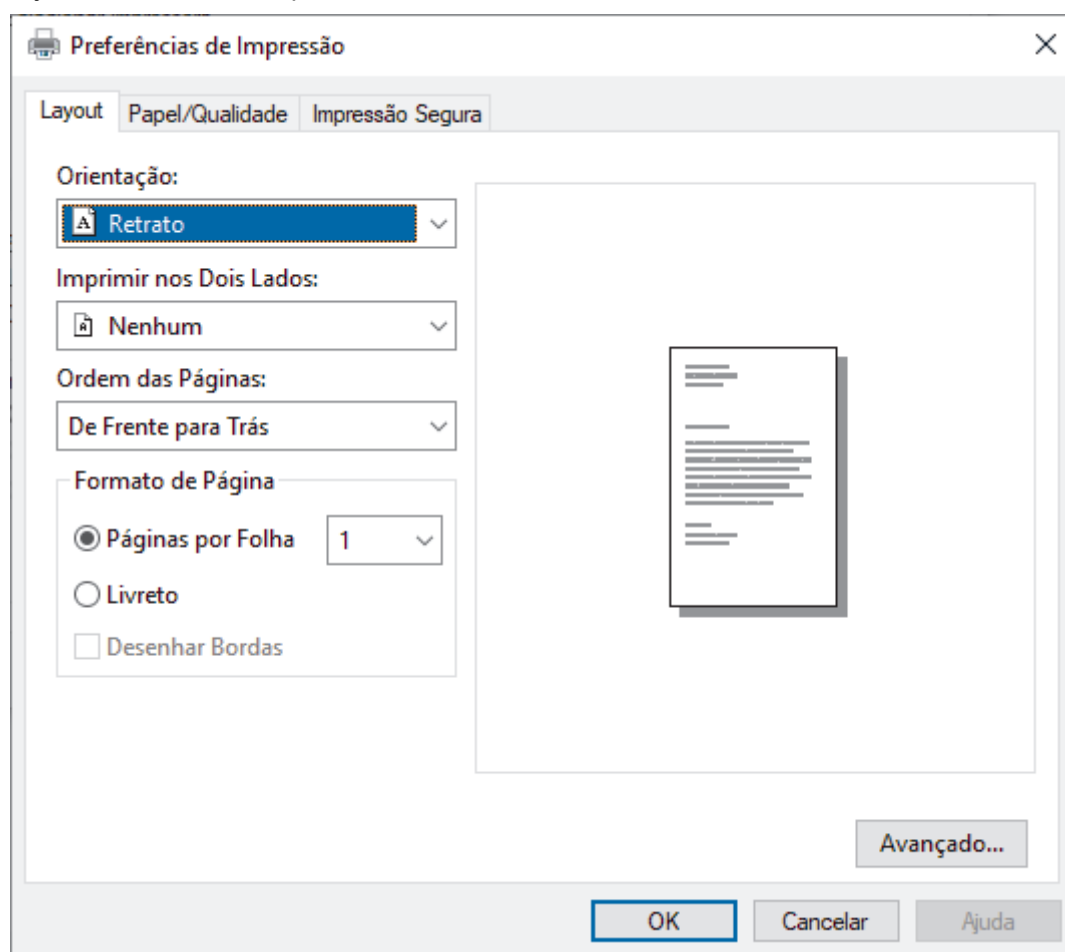 Preferências de Impressão
Layout Papel/Qualidade Impressão Segura
Orientação:
Retrato
Imprimir nos Dois Lados:
Nenhum
Ordem das Páginas:
De Frente para Trás
Formato de Página
Páginas por Folha 1
Livreto
Desenhar Bordas
Avançado...
OK Cancelar Ajuda